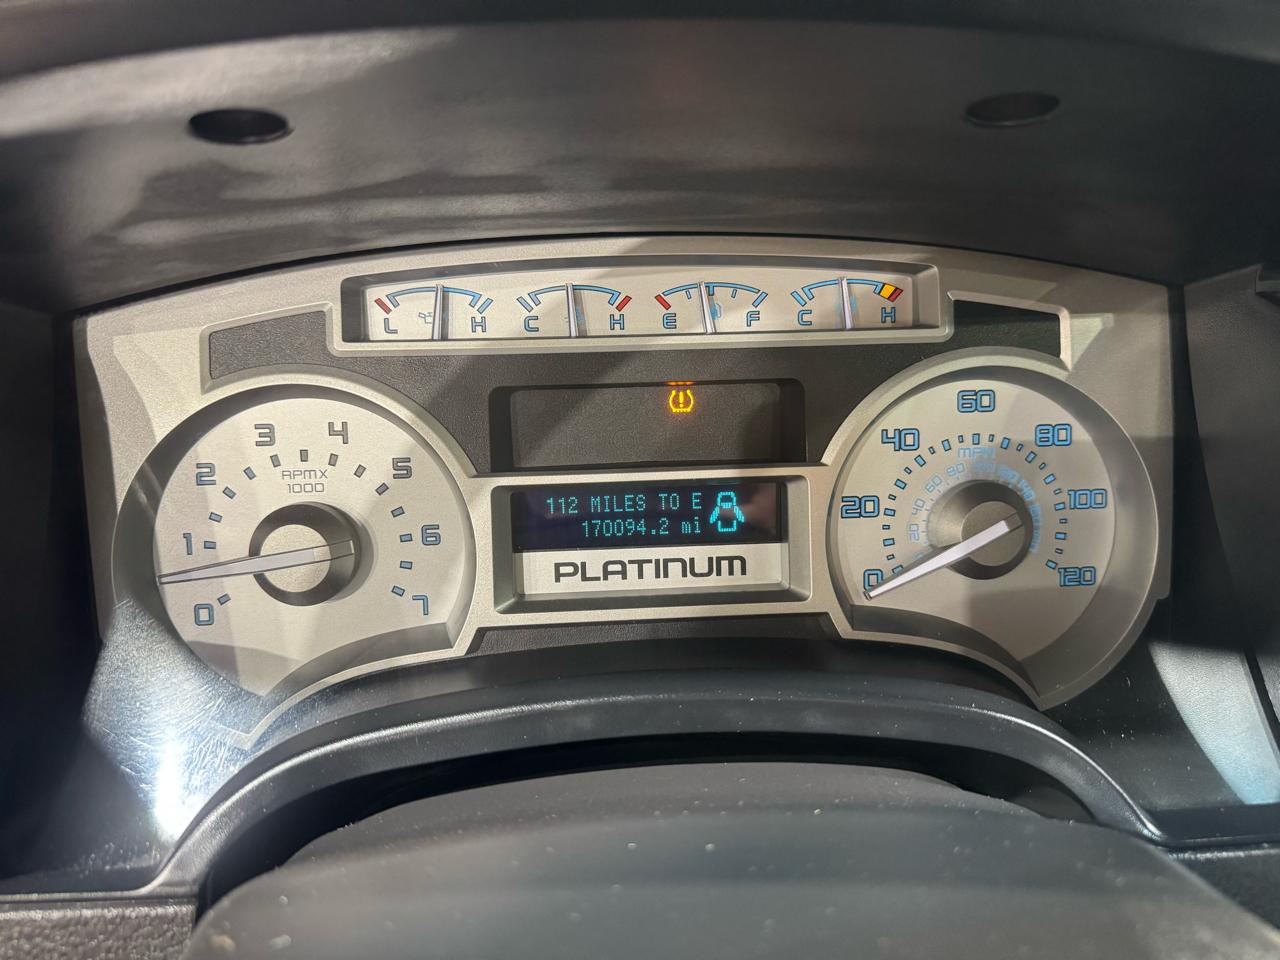 L H C H E F C H
3 4
2 5
RPM X
1000
1 6
0 7
112 MILES TO E
170094.2 mi
PLATINUM
60
40 80
MPH
20 100
0 120